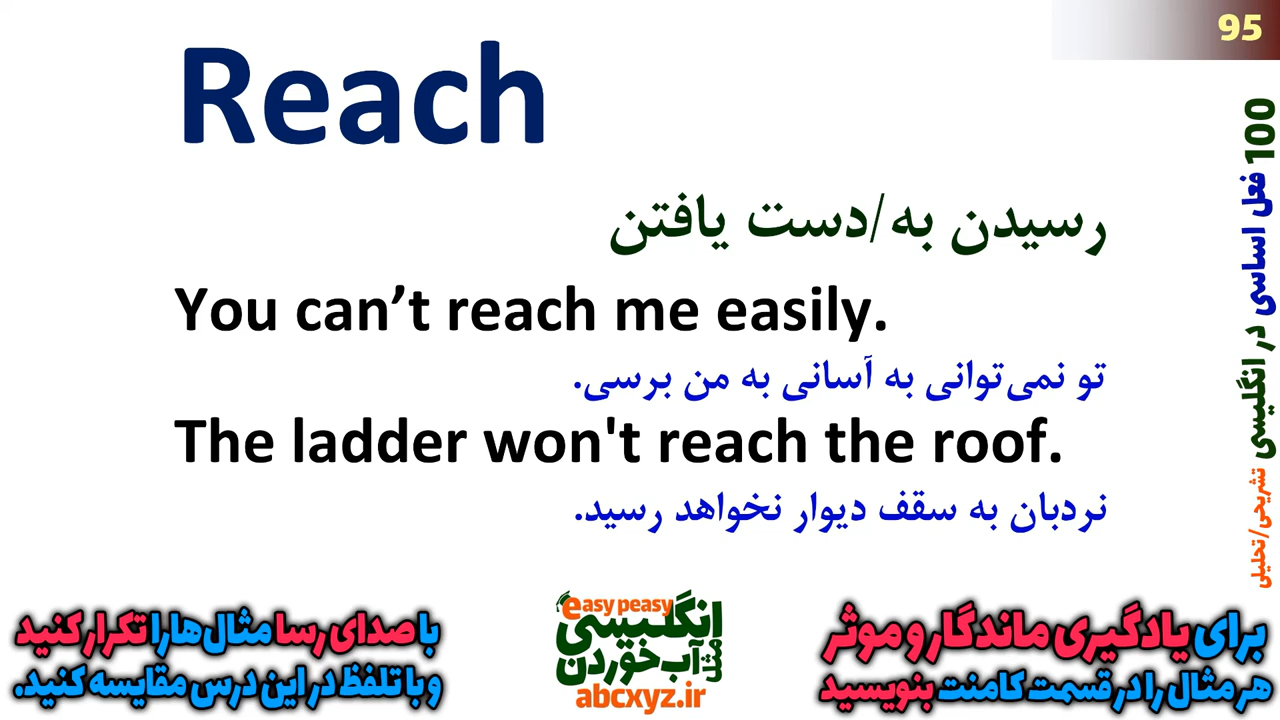 95
Reach
رسیدن به/دست یافتن
You can’t reach me easily.
تو نمی‌توانی به آسانی به من برسی.
The ladder won't reach the roof.
نردبان به سقف دیوار نخواهد رسید.
100 فعل اساسی در انگلیسی تشریحی/تحلیلی
برای یادگیری ماندگار و موثر
هر مثال را در قسمت کامنت بنویسید
easy peasy
انگلیسی
مثل آب خوردن
abcxyz.ir
با صدای رسا مثال‌ها را تکرار کنید
و با تلفظ در این درس مقایسه کنید.